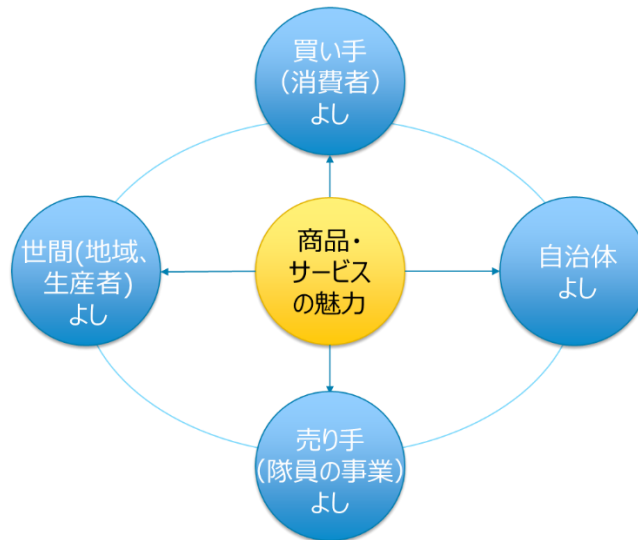 買い手
（消費者）
よし
世間(地域、
生産者)
よし
商品・
サービス
の魅力
自治体
よし
売り手
（隊員の事業）
よし